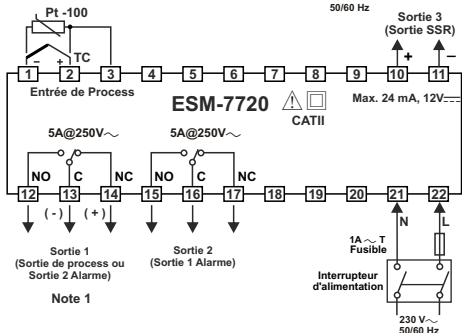 50/60 Hz
Pt -100
Sortie 3
(Sortie SSR)
TC
– +
+ –
1 2 3 4 5 6 7 8 9 10 11
Entrée de Process
ESM-7720
CATII
Max. 24 mA, 12V
5A@250V~ 5A@250V~
NO C NC NO C NC
12 13 14 15 16 17 18 19 20 21 22
( - ) ( + )
N L
Sortie 1
(Sortie de process ou
Sortie 2 Alarme)
Note 1
Sortie 2
(Sortie 1 Alarme)
1A ~ T
Fusible
Interrupteur
d'alimentation
230 V~
50/60 Hz